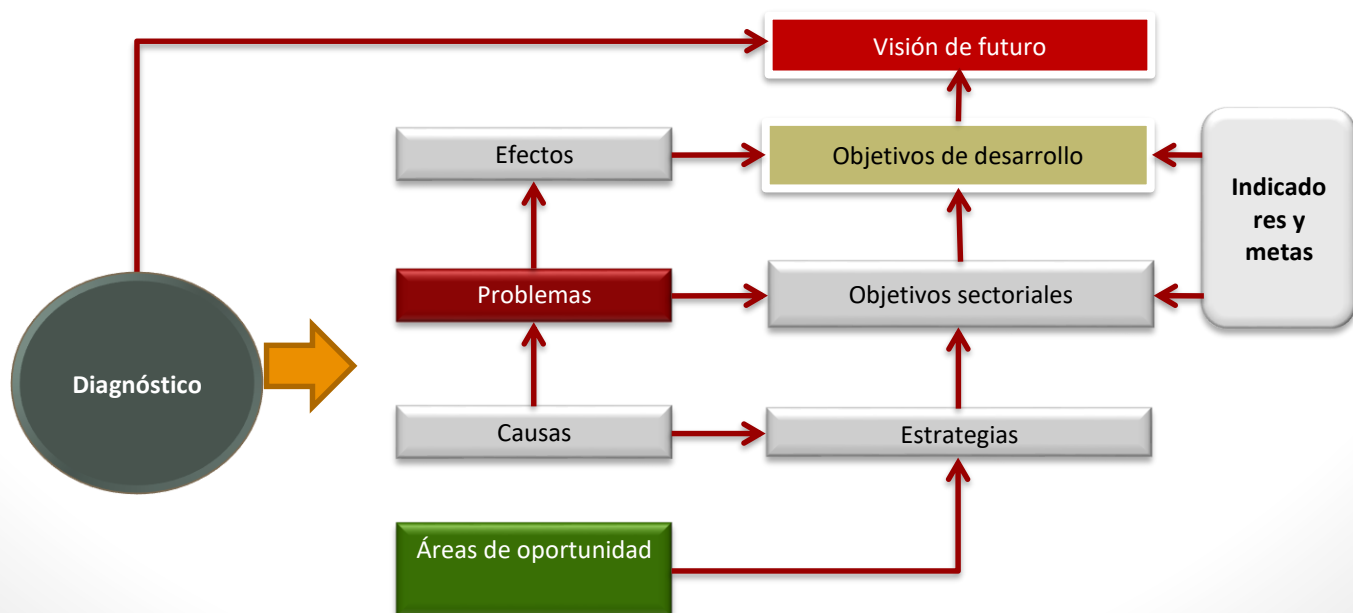 Visión de futuro
Efectos
Objetivos de desarrollo
Indicado
res y
metas
Problemas
Objetivos sectoriales
Diagnóstico
Causas
Estrategias
Áreas de oportunidad